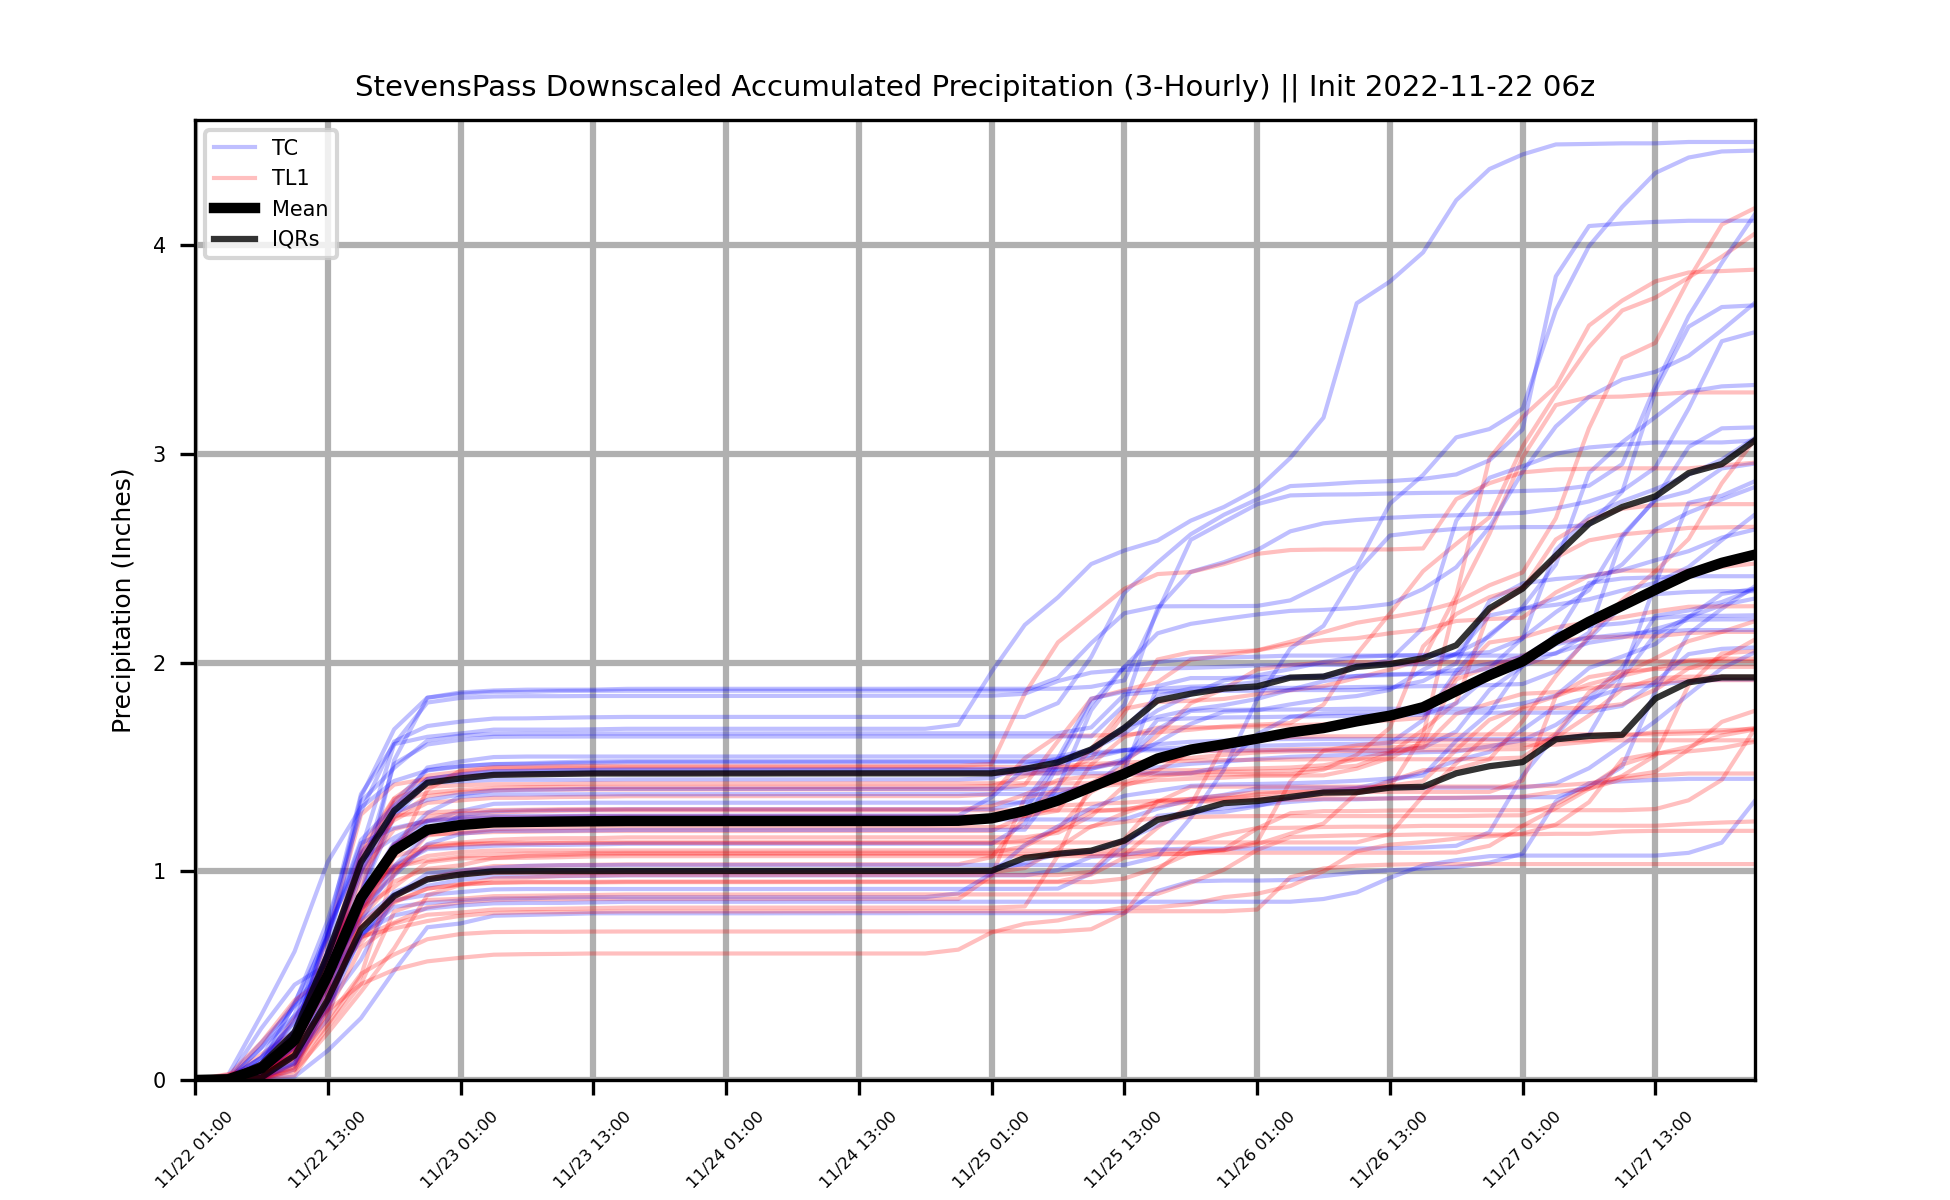 StevensPass Downscaled Accumulated Precipitation (3-Hourly) || Init 2022-11-22 06z
TC
TL1
Mean
IQRs
Precipitation (Inches)
4
3
2
1
0
11/22 01:00
11/22 13:00
11/23 01:00
11/23 13:00
11/24 01:00
11/24 13:00
11/25 01:00
11/25 13:00
11/26 01:00
11/26 13:00
11/27 01:00
11/27 13:00